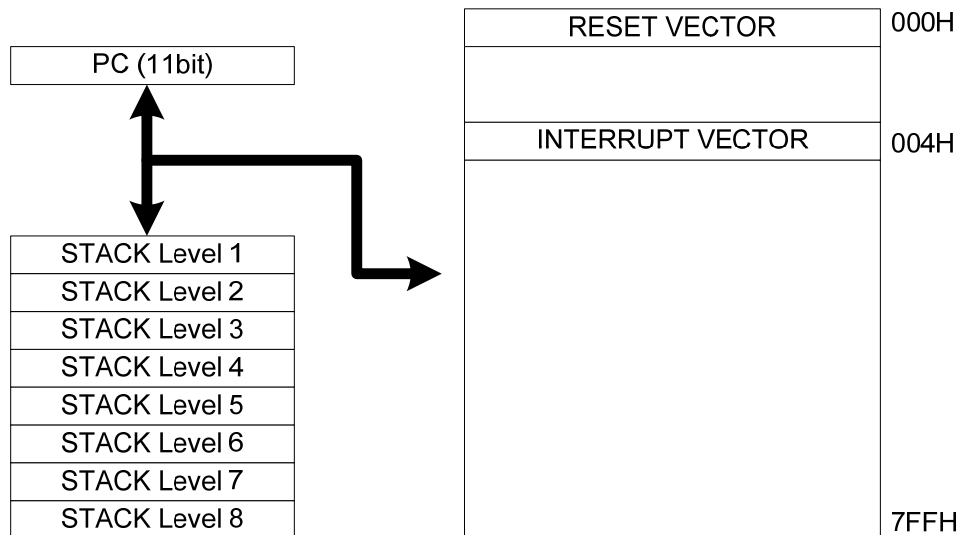 PC (11bit)
STACK Level 1
STACK Level 2
STACK Level 3
STACK Level 4
STACK Level 5
STACK Level 6
STACK Level 7
STACK Level 8
RESET VECTOR 000H
INTERRUPT VECTOR 004H
7FFH